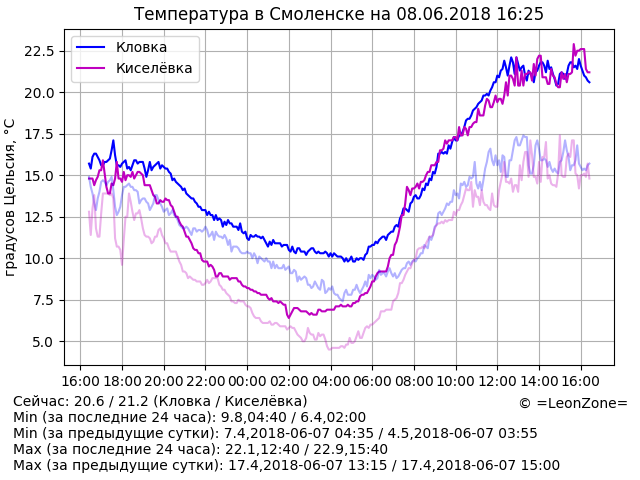 Температура в Смоленске на 08.06.2018 16:25
Кловка
Киселёвка
градусов Цельсия, °C
22.5
20.0
17.5
15.0
12.5
10.0
7.5
5.0
16:00 18:00 20:00 22:00 00:00 02:00 04:00 06:00 08:00 10:00 12:00 14:00 16:00
Сейчас: 20.6 / 21.2 (Кловка / Киселёвка)
© =LeonZone=
Min (за последние 24 часа): 9.8,04:40 / 6.4,02:00
Min (за предыдущие сутки): 7.4,2018-06-07 04:35 / 4.5,2018-06-07 03:55
Max (за последние 24 часа): 22.1,12:40 / 22.9,15:40
Max (за предыдущие сутки): 17.4,2018-06-07 13:15 / 17.4,2018-06-07 15:00